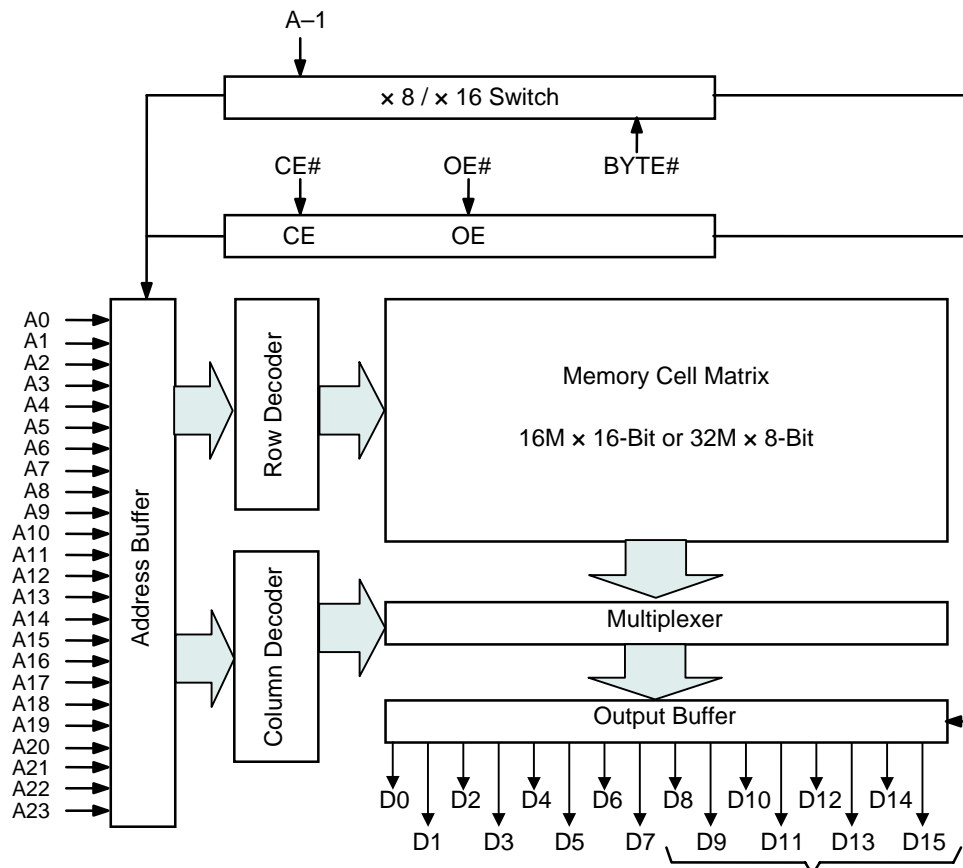 A–1
× 8 / × 16 Switch
CE# OE# BYTE#
CE OE
A0
A1
A2
A3
A4
A5
A6
A7
A8
A9
A10
A11
A12
A13
A14
A15
A16
A17
A18
A19
A20
A21
A22
A23
Address Buffer
Row Decoder
Column Decoder
Memory Cell Matrix
16M × 16-Bit or 32M × 8-Bit
Multiplexer
Output Buffer
D0 D2 D4 D6 D8 D10 D12 D14
D1 D3 D5 D7 D9 D11 D13 D15